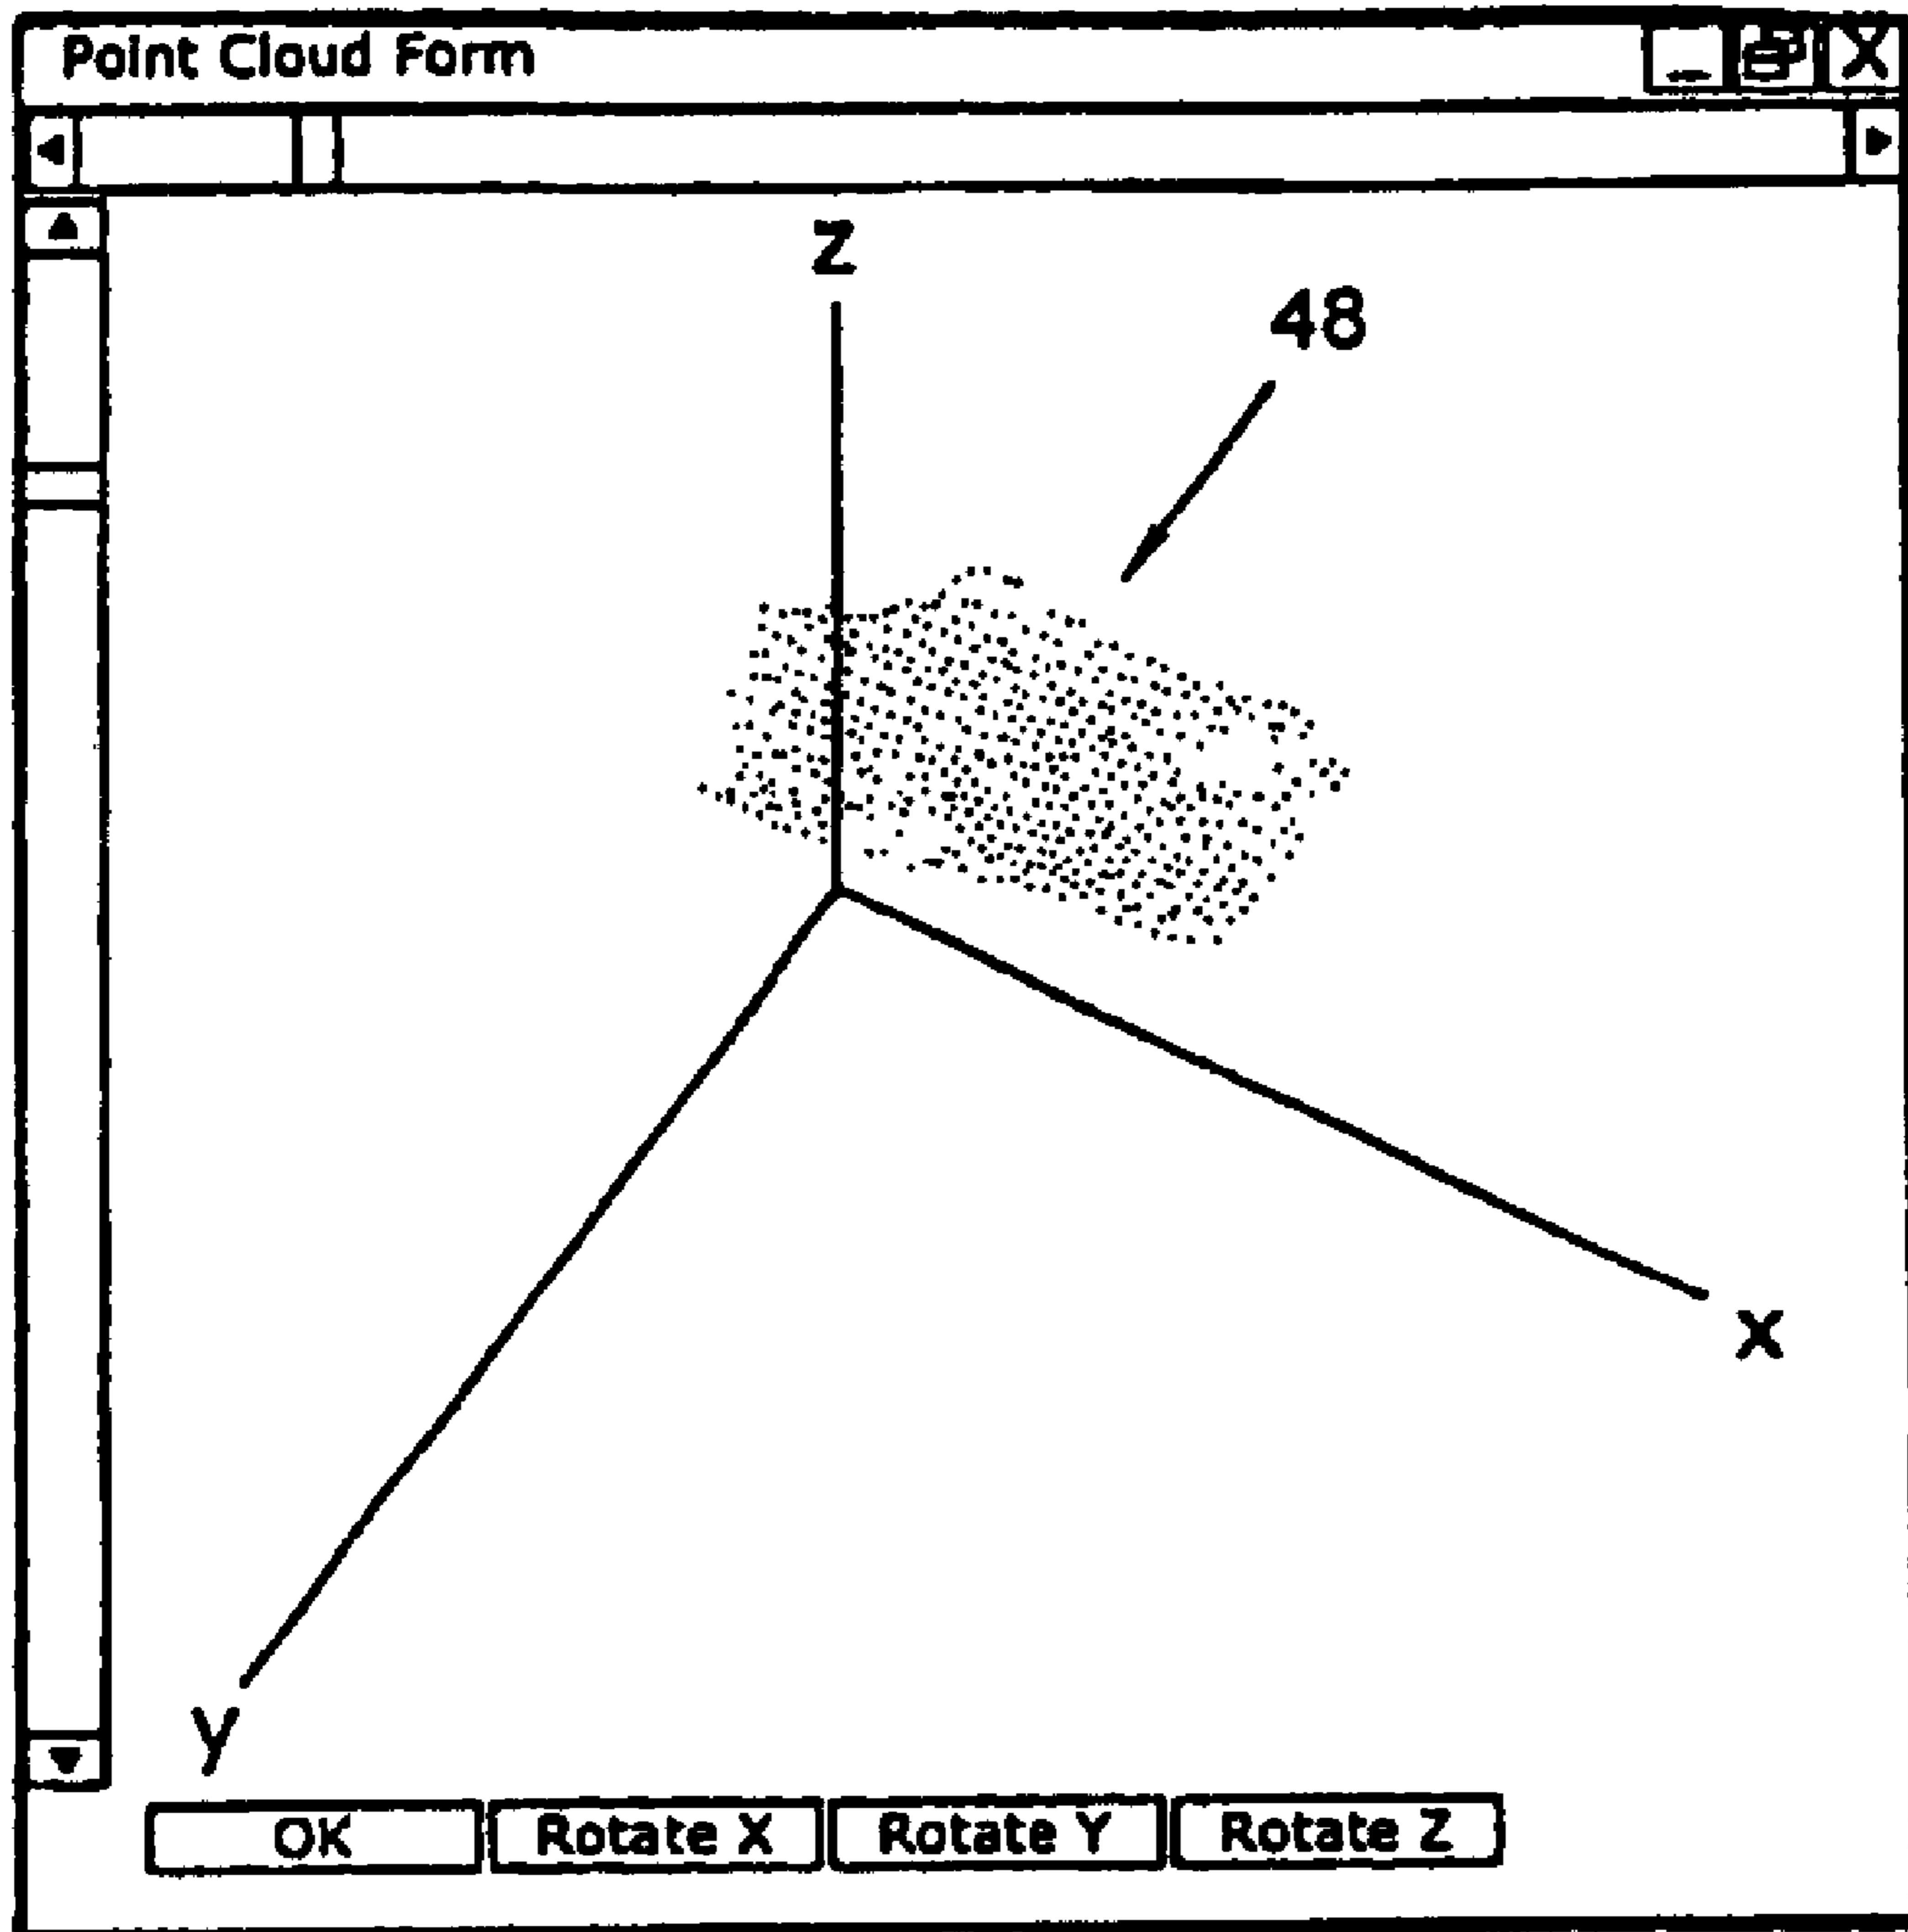 Point Cloud Form
Z
48
X
y
OK
Rotate X
Rotate Y
Rotate Z